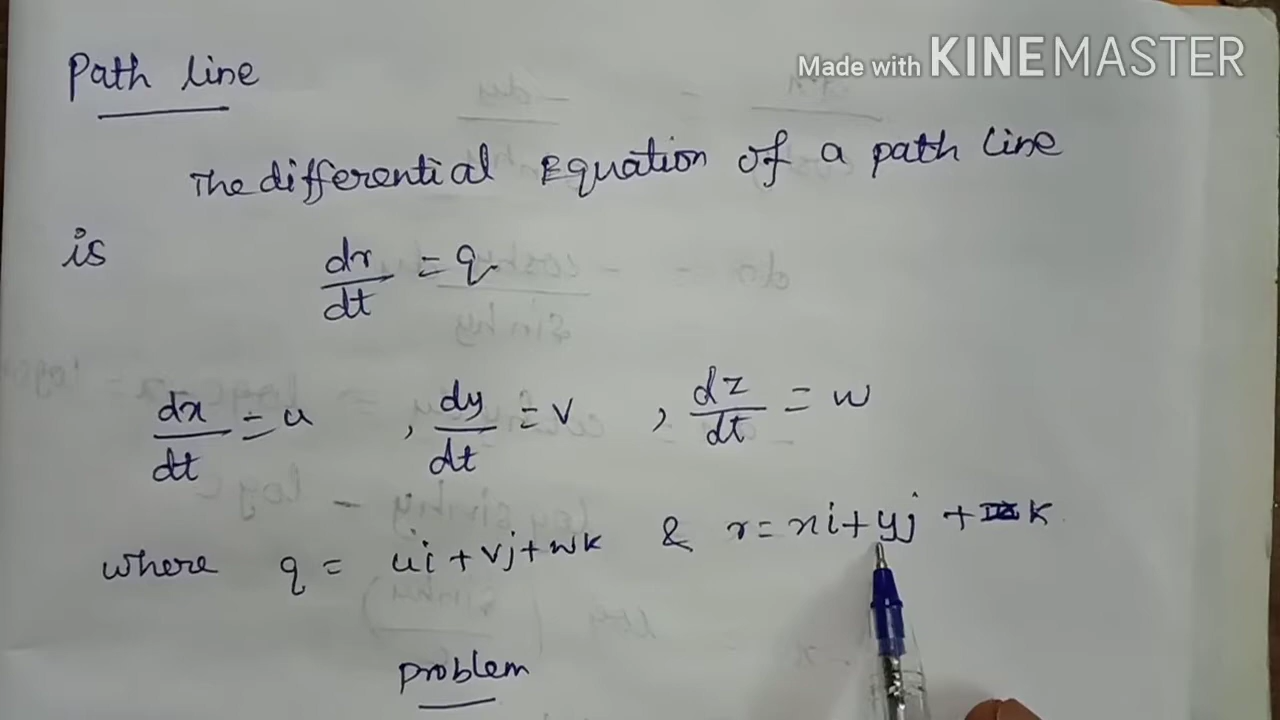 Made with KINEMASTER
Path line
The differential Equation of a path line
is dr/dt = q
dx/dt = u , dy/dt = v , dz/dt = w
where q = ui + vj + wk & r = xi + yj + k
problem